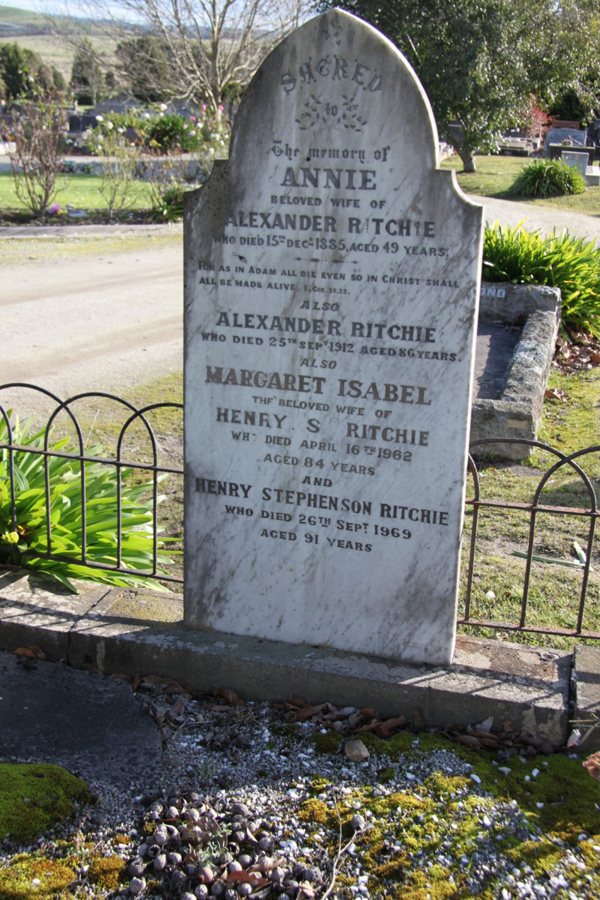 SACRED
to
The memory of
ANNIE
BELOVED WIFE OF
ALEXANDER RITCHIE
WHO DIED 15TH DECR 1885, AGED 49 YEARS.
FOR AS IN ADAM ALL DIE EVEN SO IN CHRIST SHALL
ALL BE MADE ALIVE. 1. COR. XV. 22.
ALSO
ALEXANDER RITCHIE
WHO DIED 25TH SEPT 1912 AGED 86 YEARS.
ALSO
MARGARET ISABEL
THE BELOVED WIFE OF
HENRY S RITCHIE
WHO DIED APRIL 16TH 1962
AGED 84 YEARS
AND
HENRY STEPHENSON RITCHIE
WHO DIED 26TH SEPT 1969
AGED 91 YEARS
OND